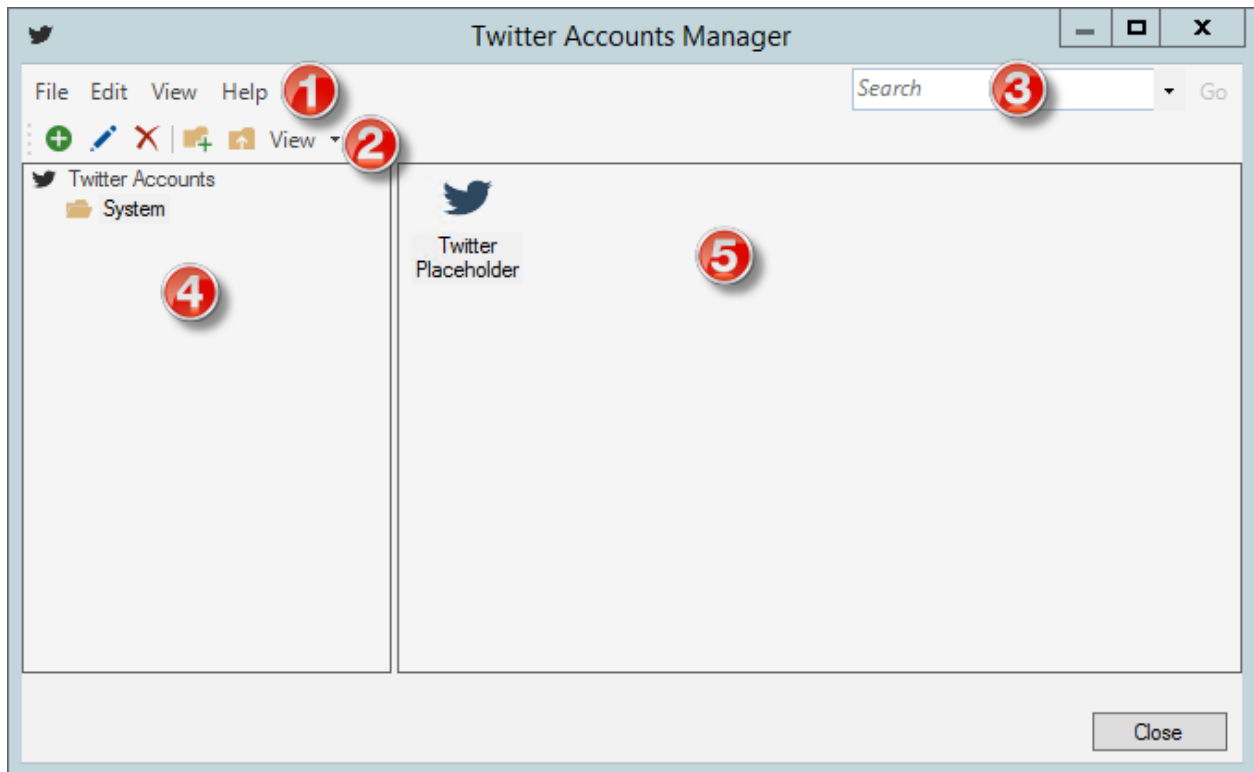 Twitter Accounts Manager
File Edit View Help 1
Search 3 Go
View 2
Twitter Accounts
System
4
Twitter
Placeholder
5
Close